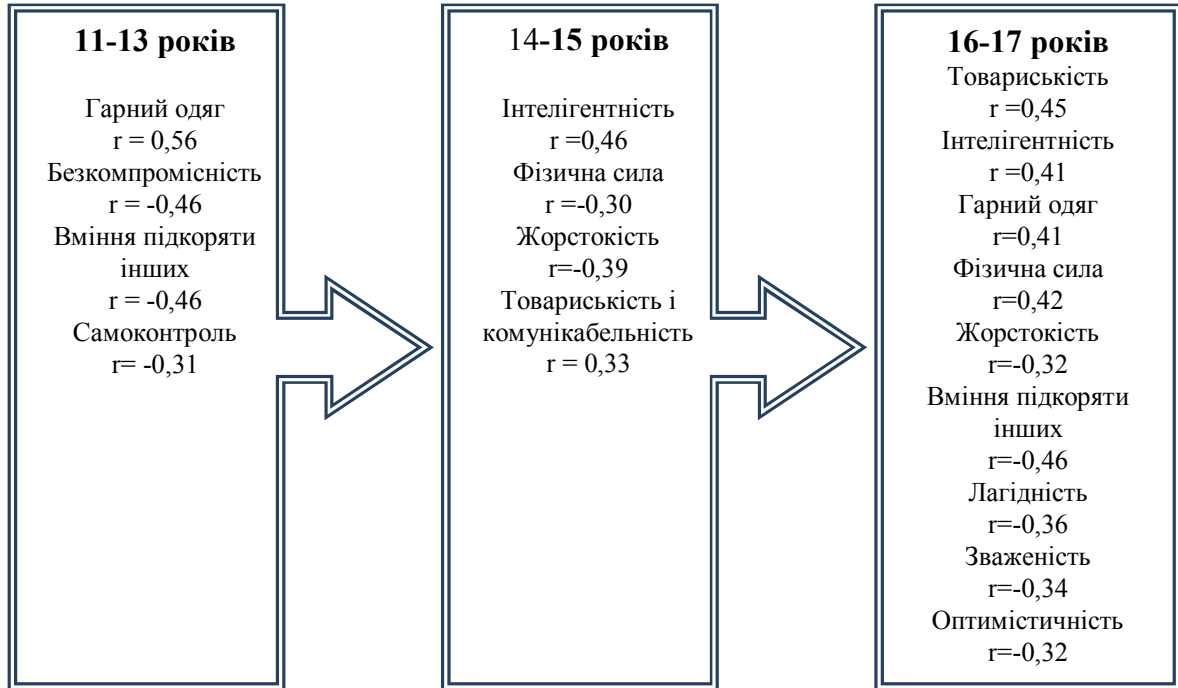 11-13 років
Гарний одяг
r = 0,56
Безкомпромісність
r = -0,46
Вміння підкоряти
інших
r = -0,46
Самоконтроль
r= -0,31
14-15 років
Інтелігентність
r =0,46
Фізична сила
r =-0,30
Жорстокість
r=-0,39
Товариськість і
комунікабельність
r = 0,33
16-17 років
Товариськість
r =0,45
Інтелігентність
r =0,41
Гарний одяг
r=0,41
Фізична сила
r=0,42
Жорстокість
r=-0,32
Вміння підкоряти
інших
r=-0,46
Лагідність
r=-0,36
Зваженість
r=-0,34
Оптимістичність
r=-0,32